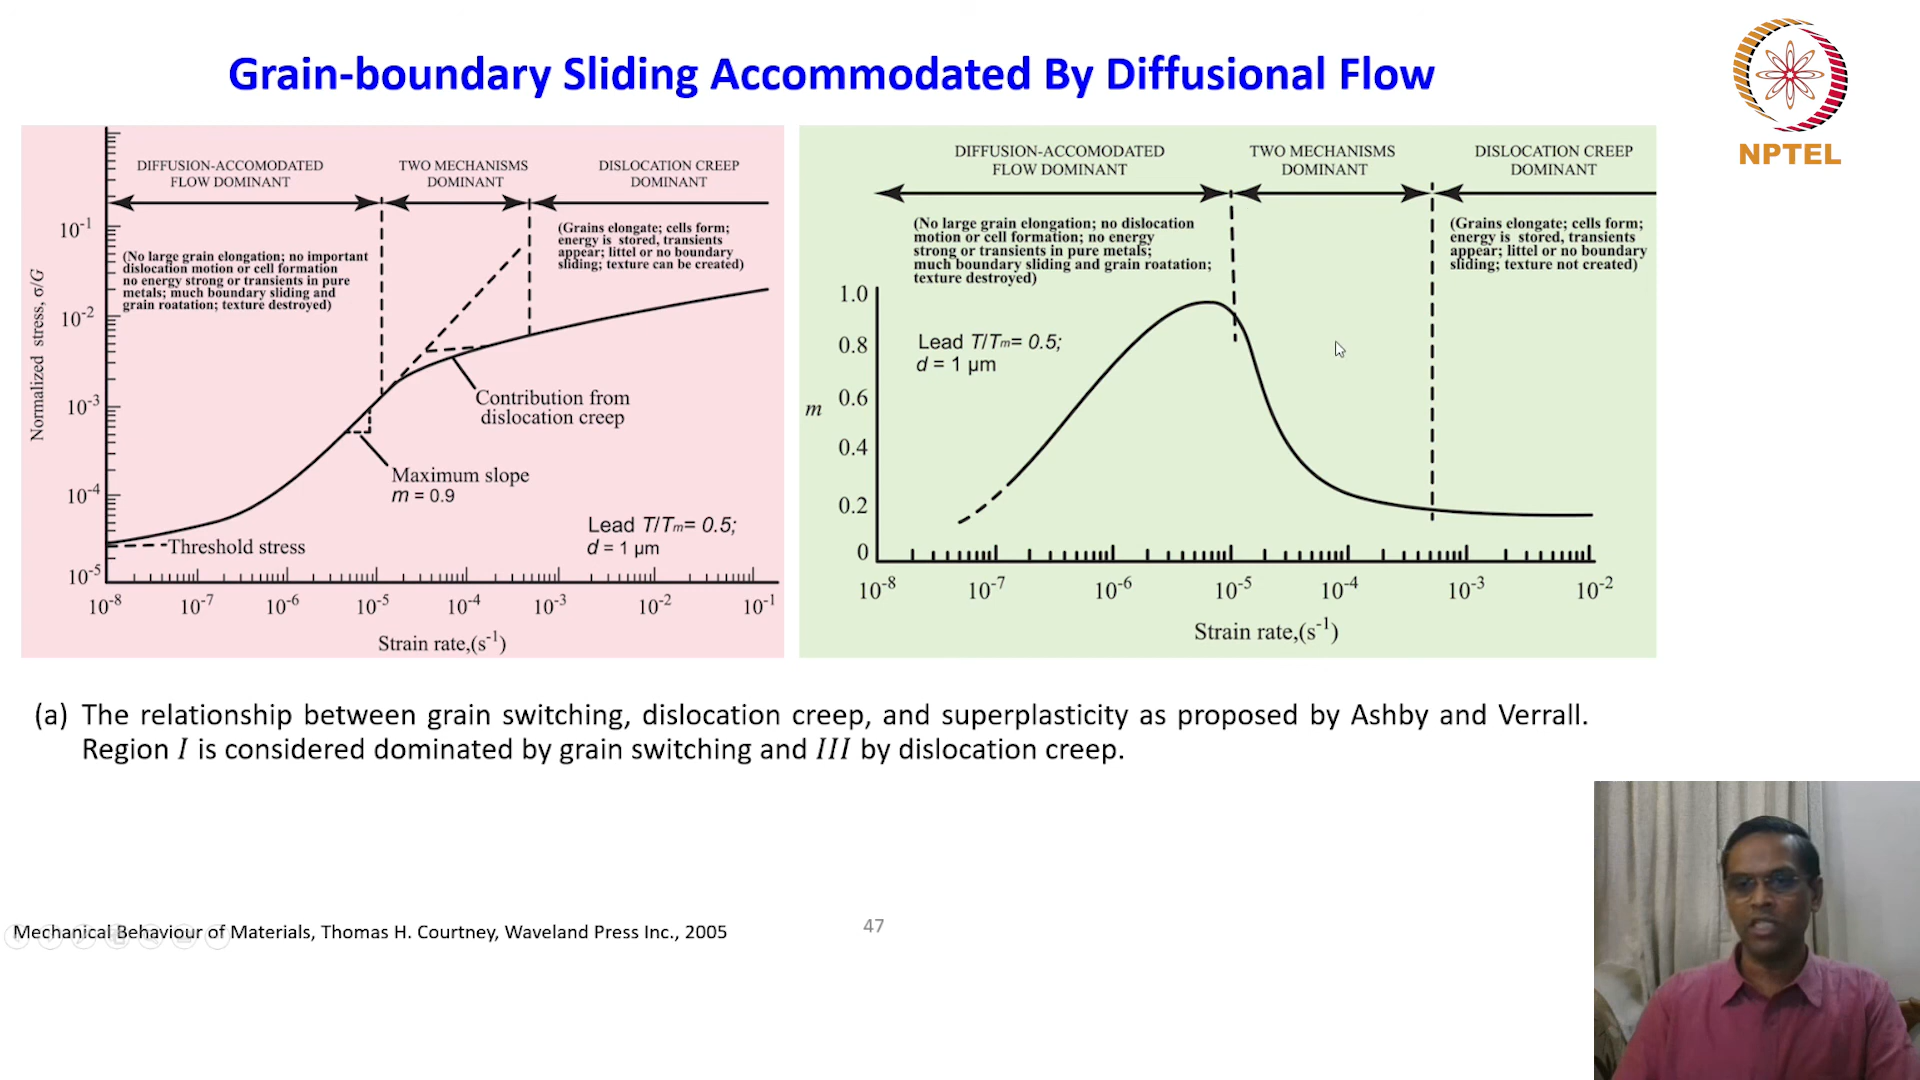 Grain-boundary Sliding Accommodated By Diffusional Flow
NPTEL
DIFFUSION-ACCOMODATED
FLOW DOMINANT
TWO MECHANISMS
DOMINANT
DISLOCATION CREEP
DOMINANT
(No large grain elongation; no important
dislocation motion or cell formation
no energy strong or transients in pure
metals; much boundary sliding and
grain roatation; texture destroyed)
(Grains elongate; cells form;
energy is stored, transients
appear; littel or no boundary
sliding; texture can be created)
Normalized stress, σ/G
10⁻¹
10⁻²
10⁻³
10⁻⁴
10⁻⁵
Contribution from
dislocation creep
Maximum slope
m = 0.9
Lead T/Tm= 0.5;
d = 1 μm
Threshold stress
10⁻⁸ 10⁻⁷ 10⁻⁶ 10⁻⁵ 10⁻⁴ 10⁻³ 10⁻² 10⁻¹
Strain rate,(s⁻¹)
DIFFUSION-ACCOMODATED
FLOW DOMINANT
TWO MECHANISMS
DOMINANT
DISLOCATION CREEP
DOMINANT
(No large grain elongation; no dislocation
motion or cell formation; no energy
strong or transients in pure metals;
much boundary sliding and grain roatation;
texture destroyed)
(Grains elongate; cells form;
energy is stored, transients
appear; littel or no boundary
sliding; texture not created)
1.0
0.8
0.6
0.4
0.2
0
m
Lead T/Tm= 0.5;
d = 1 μm
10⁻⁸ 10⁻⁷ 10⁻⁶ 10⁻⁵ 10⁻⁴ 10⁻³ 10⁻²
Strain rate,(s⁻¹)
(a) The relationship between grain switching, dislocation creep, and superplasticity as proposed by Ashby and Verrall.
Region I is considered dominated by grain switching and III by dislocation creep.
Mechanical Behaviour of Materials, Thomas H. Courtney, Waveland Press Inc., 2005
47